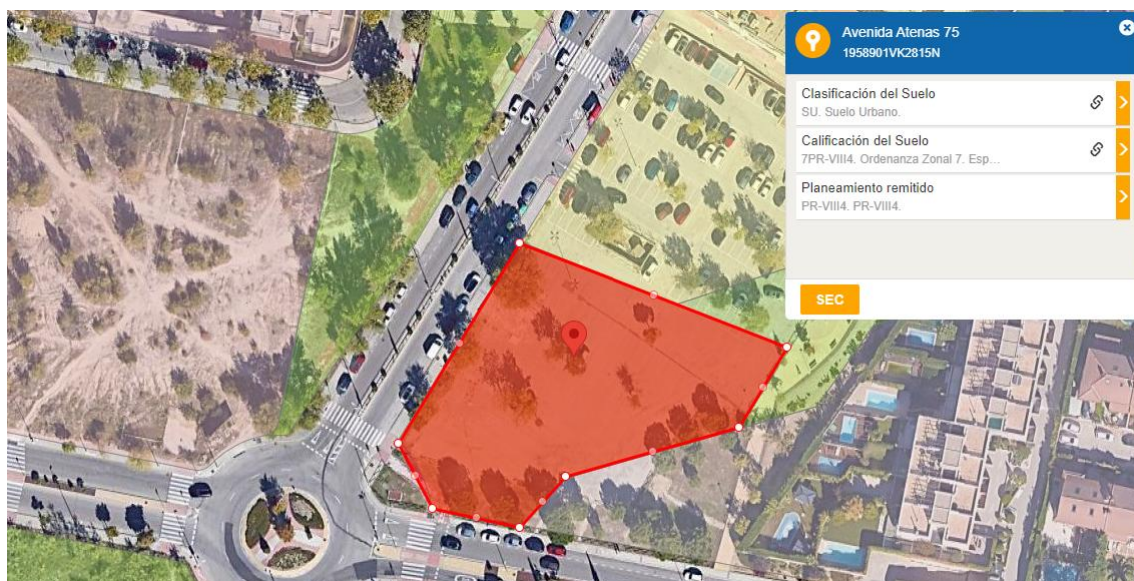 Avenida Atenas 75
1958901VK2815N
Clasificación del Suelo
SU. Suelo Urbano.
Calificación del Suelo
7PR-VIII4. Ordenanza Zonal 7. Esp...
Planeamiento remitido
PR-VIII4. PR-VIII4.
SEC